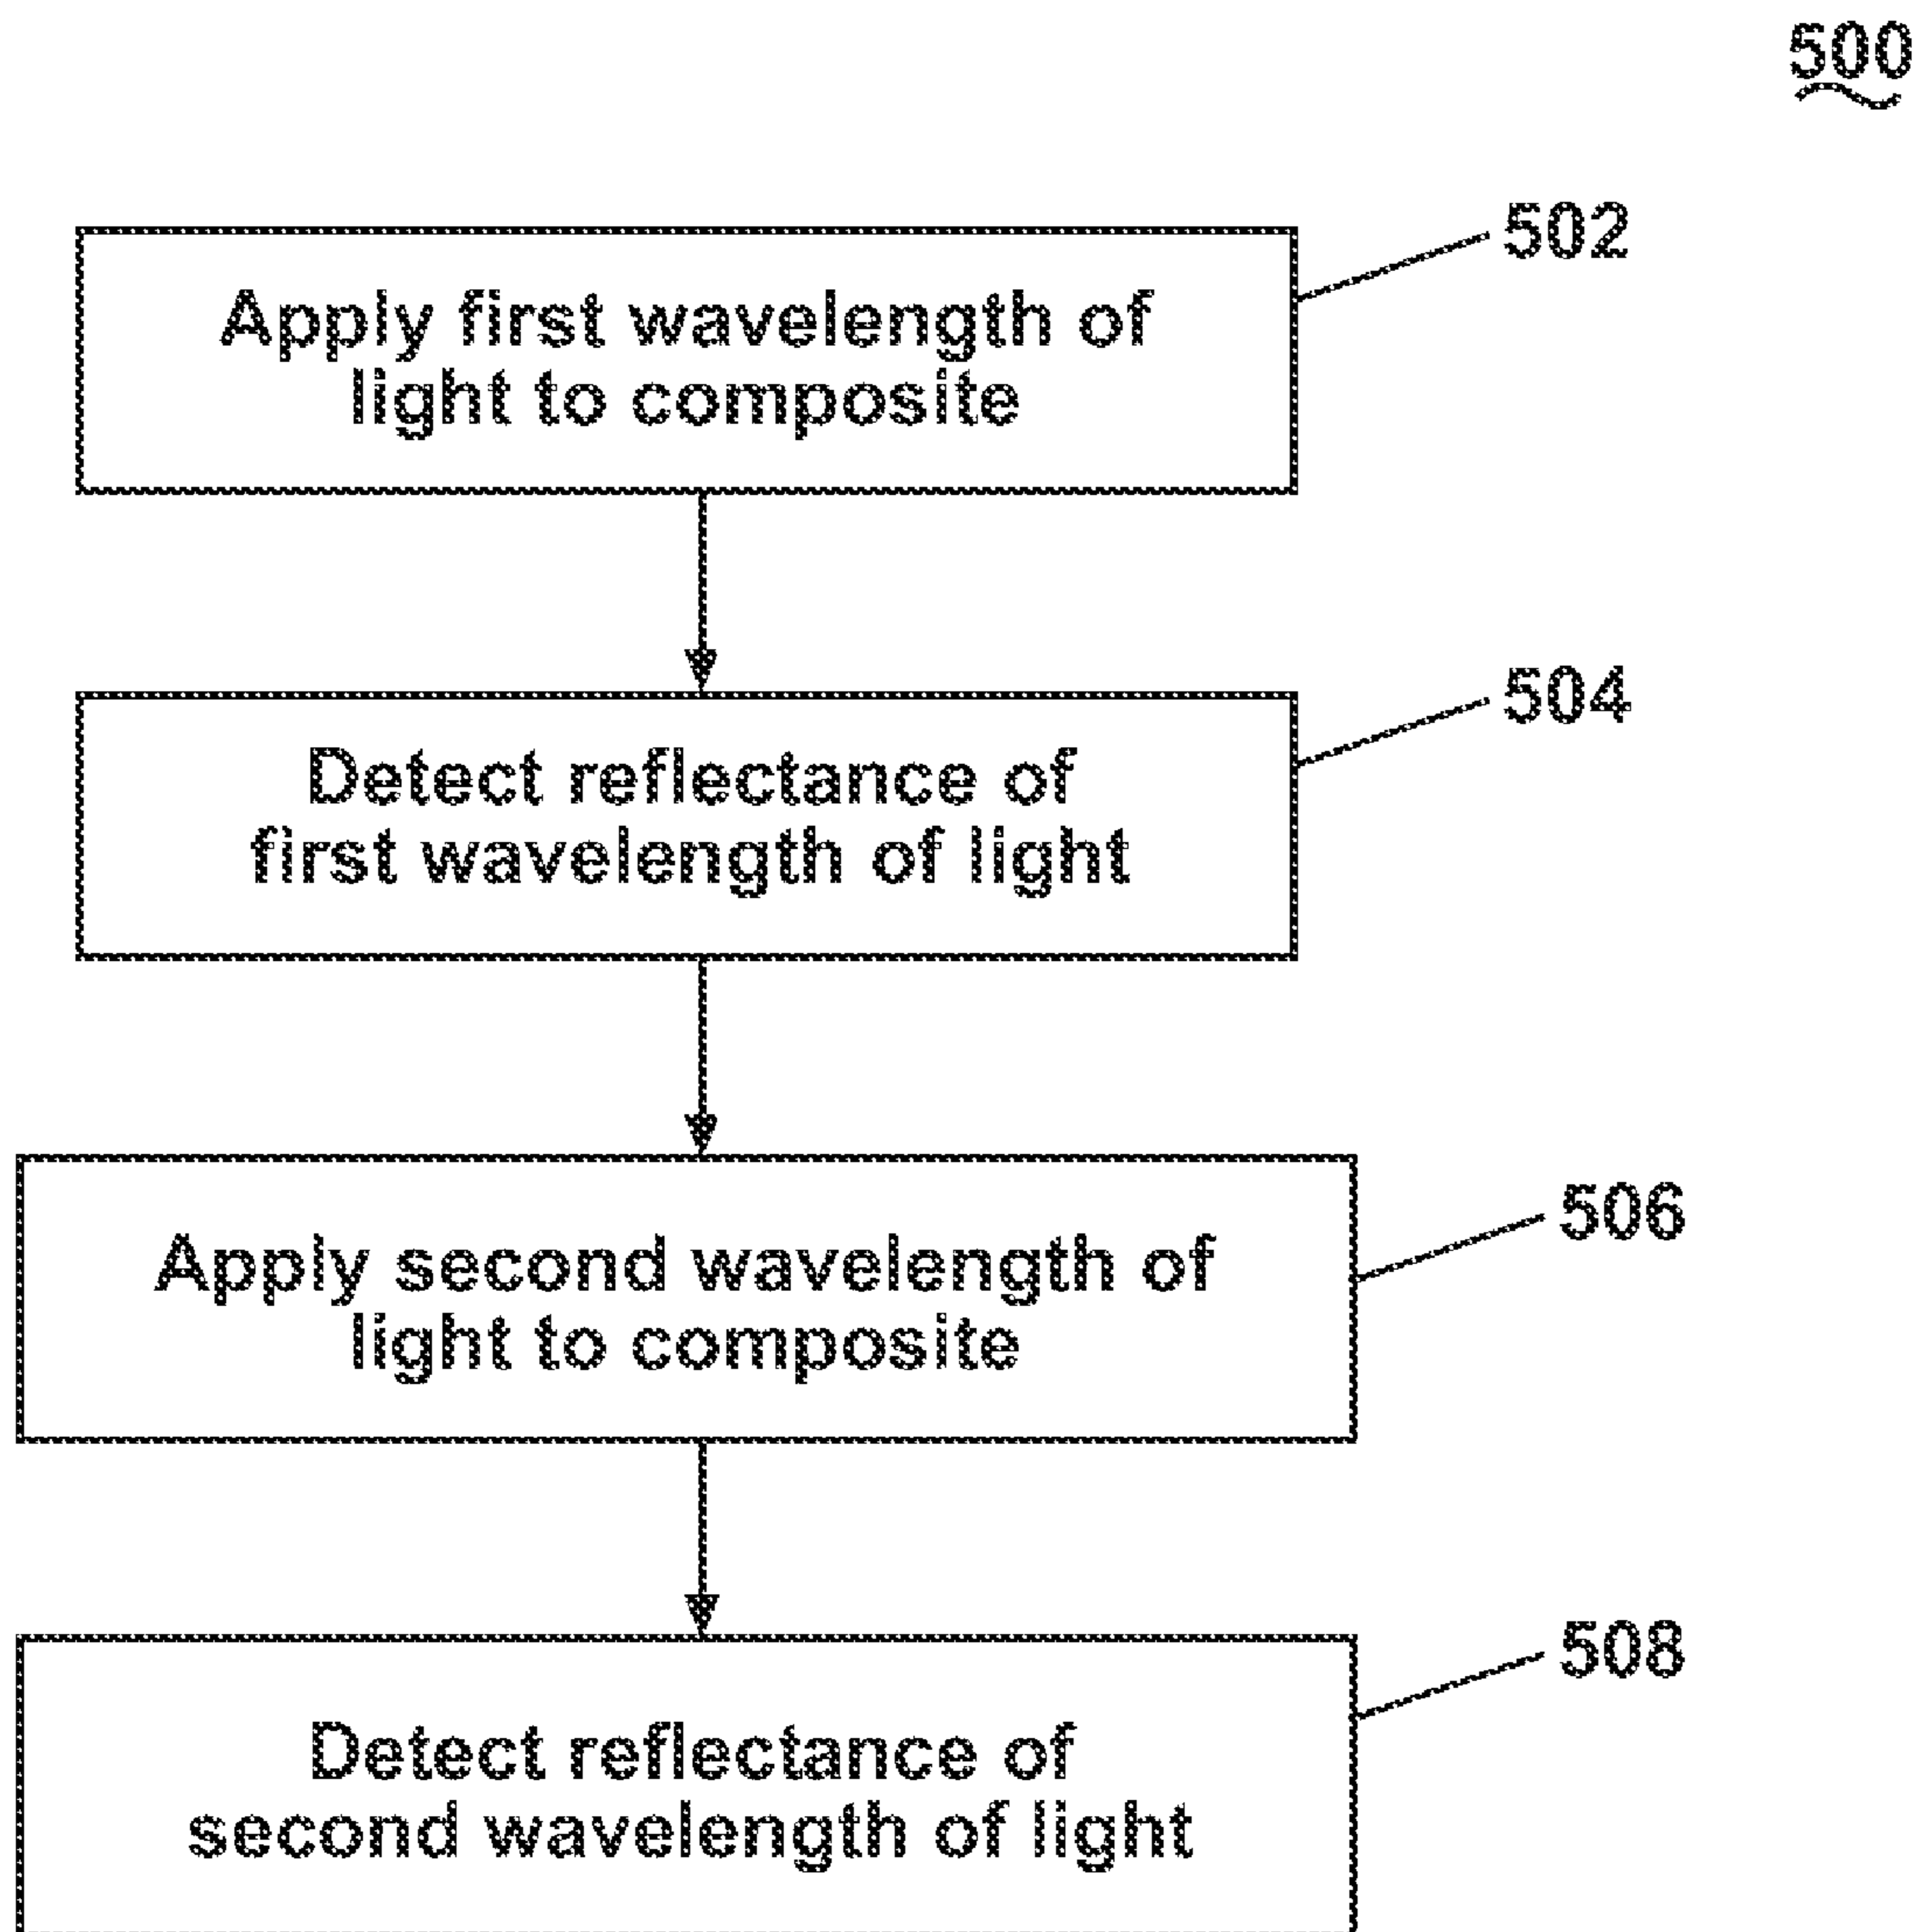 500
502
Apply first wavelength of
light to composite
504
Detect reflectance of
first wavelength of light
506
Apply second wavelength of
light to composite
508
Detect reflectance of
second wavelength of light